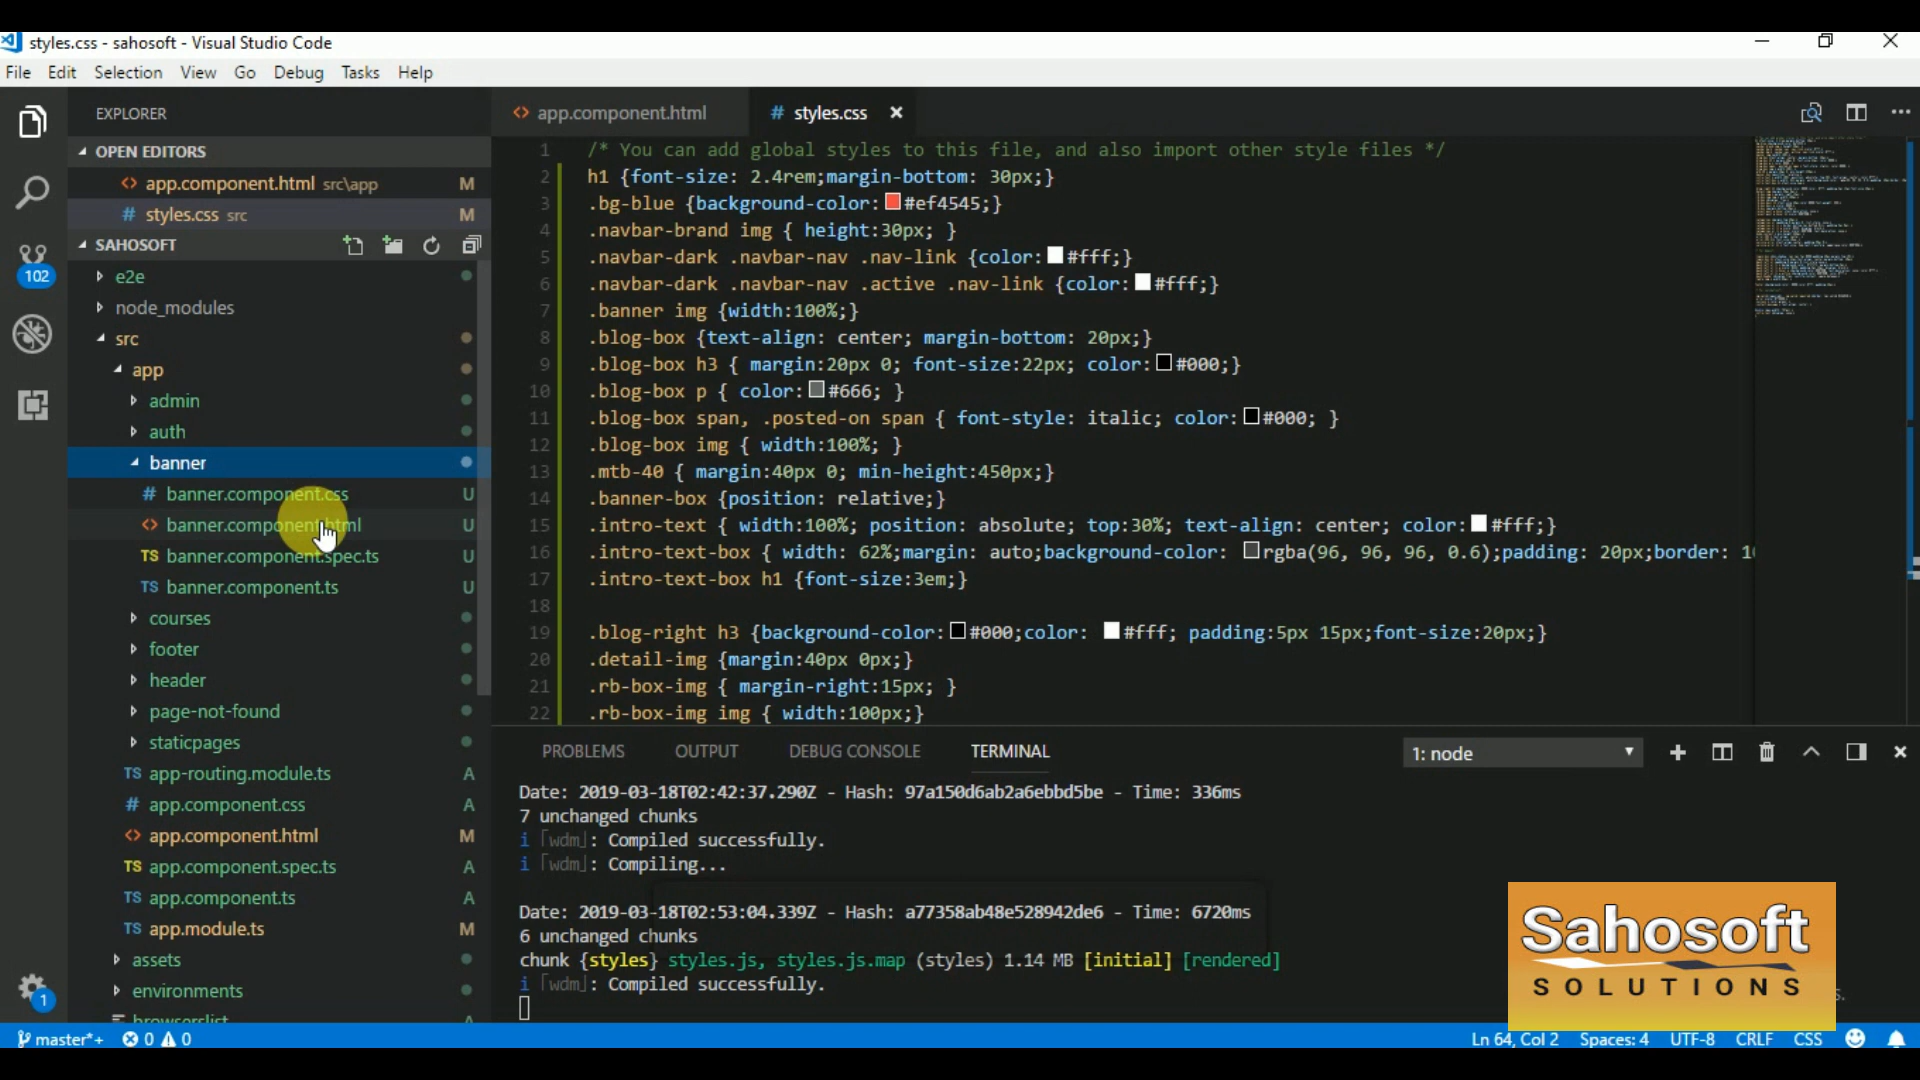 styles.css - sahosoft - Visual Studio Code
File Edit Selection View Go Debug Tasks Help
EXPLORER
OPEN EDITORS
app.component.html src\app M
styles.css src M
SAHOSOFT
102
e2e
node_modules
src
app
admin
auth
banner
banner.component.css U
banner.component.html U
banner.component.spec.ts U
banner.component.ts U
courses
footer
header
page-not-found
staticpages
app-routing.module.ts A
app.component.css A
app.component.html M
app.component.spec.ts A
app.component.ts A
app.module.ts M
assets
environments
browserslist A
1
app.component.html
styles.css
1 /* You can add global styles to this file, and also import other style files */
2 h1 {font-size: 2.4rem;margin-bottom: 30px;}
3 .bg-blue {background-color:#ef4545;}
4 .navbar-brand img { height:30px; }
5 .navbar-dark .navbar-nav .nav-link {color:#fff;}
6 .navbar-dark .navbar-nav .active .nav-link {color:#fff;}
7 .banner img {width:100%;}
8 .blog-box {text-align: center; margin-bottom: 20px;}
9 .blog-box h3 { margin:20px 0; font-size:22px; color:#000;}
10 .blog-box p { color:#666; }
11 .blog-box span, .posted-on span { font-style: italic; color:#000; }
12 .blog-box img { width:100%; }
13 .mtb-40 { margin:40px 0; min-height:450px;}
14 .banner-box {position: relative;}
15 .intro-text { width:100%; position: absolute; top:30%; text-align: center; color:#fff;}
16 .intro-text-box { width: 62%;margin: auto;background-color: rgba(96, 96, 96, 0.6);padding: 20px;border: 1
17 .intro-text-box h1 {font-size:3em;}
18
19 .blog-right h3 {background-color:#000;color: #fff; padding:5px 15px;font-size:20px;}
20 .detail-img {margin:40px 0px;}
21 .rb-box-img { margin-right:15px; }
22 .rb-box-img img { width:100px;}
PROBLEMS OUTPUT DEBUG CONSOLE TERMINAL
1: node
Date: 2019-03-18T02:42:37.290Z - Hash: 97a150d6ab2a6ebbd5be - Time: 336ms
7 unchanged chunks
i ｢wdm｣: Compiled successfully.
i ｢wdm｣: Compiling...
Date: 2019-03-18T02:53:04.339Z - Hash: a77358ab48e528942de6 - Time: 6720ms
6 unchanged chunks
chunk {styles} styles.js, styles.js.map (styles) 1.14 MB [initial] [rendered]
i ｢wdm｣: Compiled successfully.
Sahosoft
SOLUTIONS
master*+ 0 0
Ln 64, Col 2 Spaces: 4 UTF-8 CRLF CSS